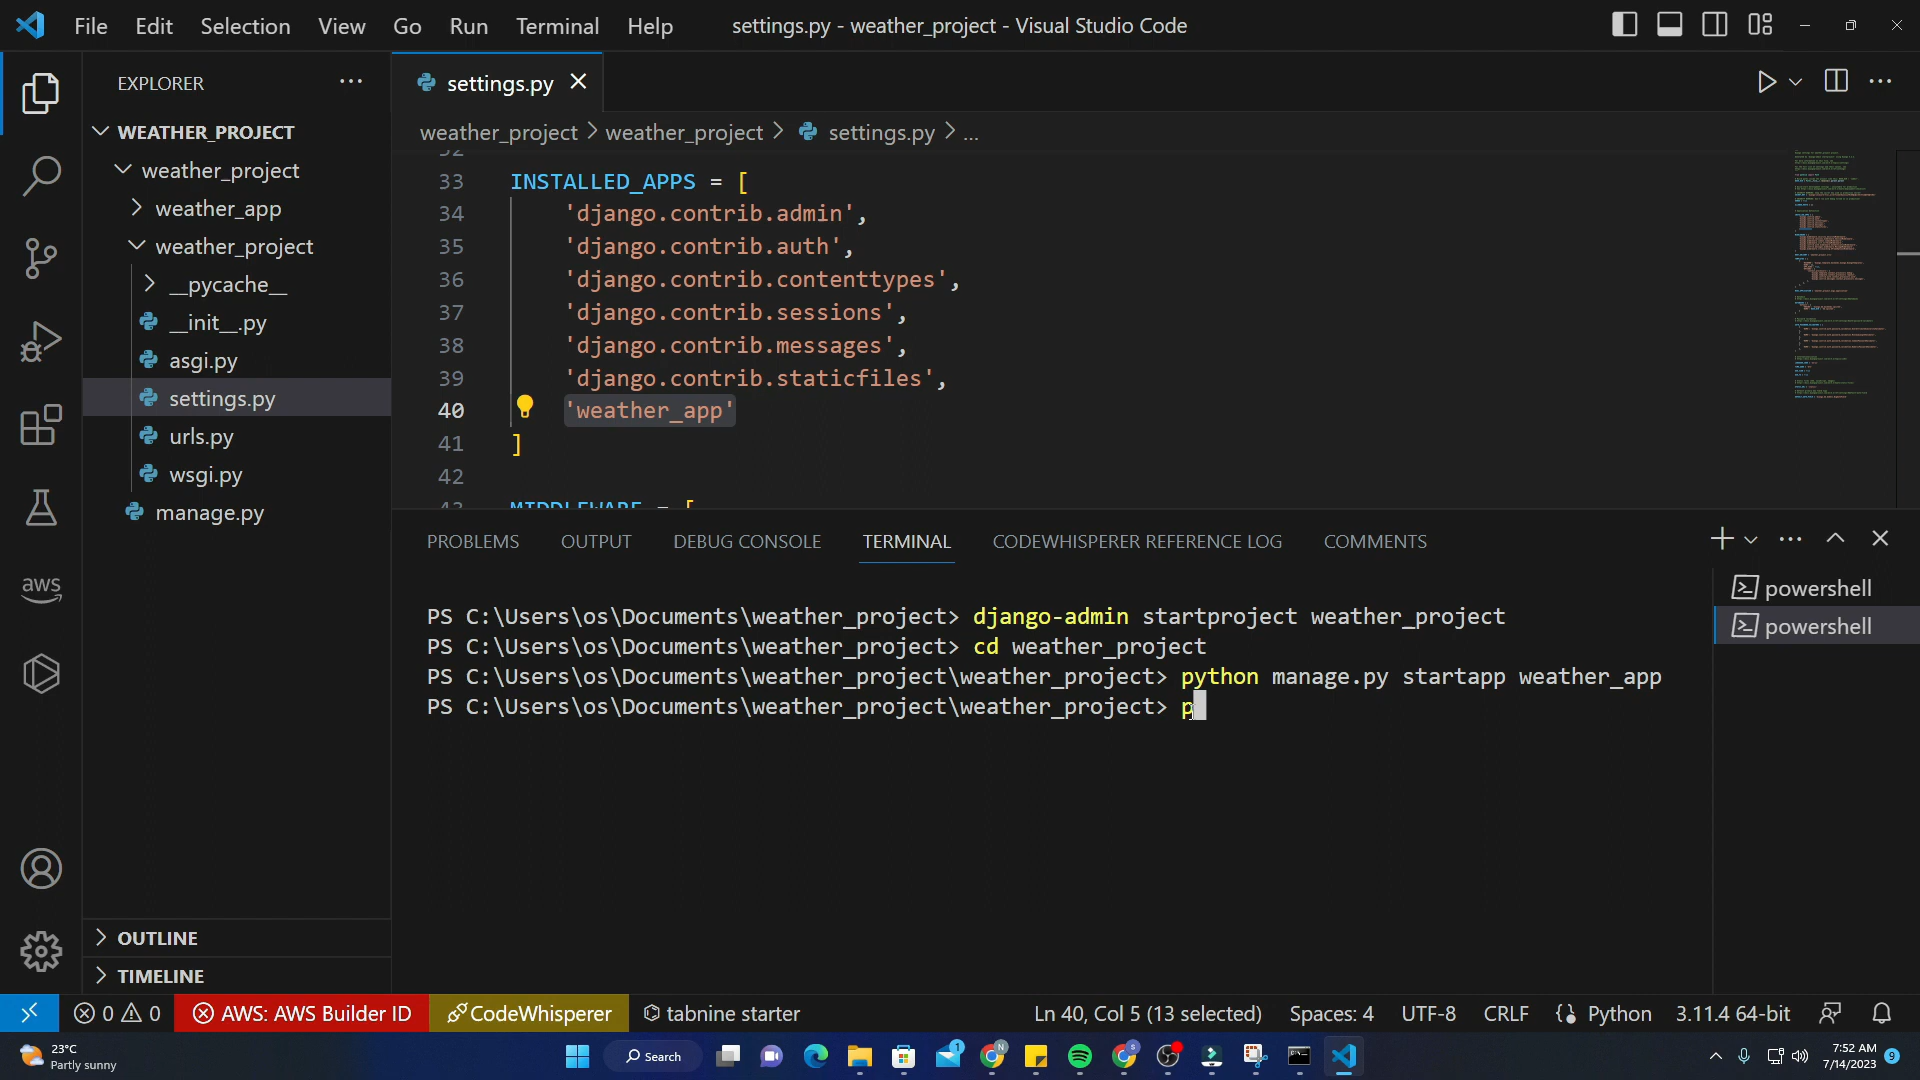 File Edit Selection View Go Run Terminal Help settings.py - weather_project - Visual Studio Code
EXPLORER
settings.py
WEATHER_PROJECT
weather_project > weather_project > settings.py > ...
weather_project
weather_app
weather_project
__pycache__
__init__.py
asgi.py
settings.py
urls.py
wsgi.py
manage.py
OUTLINE
TIMELINE
32
33 INSTALLED_APPS = [
34 'django.contrib.admin',
35 'django.contrib.auth',
36 'django.contrib.contenttypes',
37 'django.contrib.sessions',
38 'django.contrib.messages',
39 'django.contrib.staticfiles',
40 'weather_app'
41 ]
42
43 MIDDLEWARE = [
PROBLEMS OUTPUT DEBUG CONSOLE TERMINAL CODEWHISPERER REFERENCE LOG COMMENTS
PS C:\Users\os\Documents\weather_project> django-admin startproject weather_project
PS C:\Users\os\Documents\weather_project> cd weather_project
PS C:\Users\os\Documents\weather_project\weather_project> python manage.py startapp weather_app
PS C:\Users\os\Documents\weather_project\weather_project> p
powershell
powershell
aws
0 0 AWS: AWS Builder ID CodeWhisperer tabnine starter Ln 40, Col 5 (13 selected) Spaces: 4 UTF-8 CRLF Python 3.11.4 64-bit
23°C
Partly sunny
Search
1
N
S
7:52 AM
7/14/2023
9